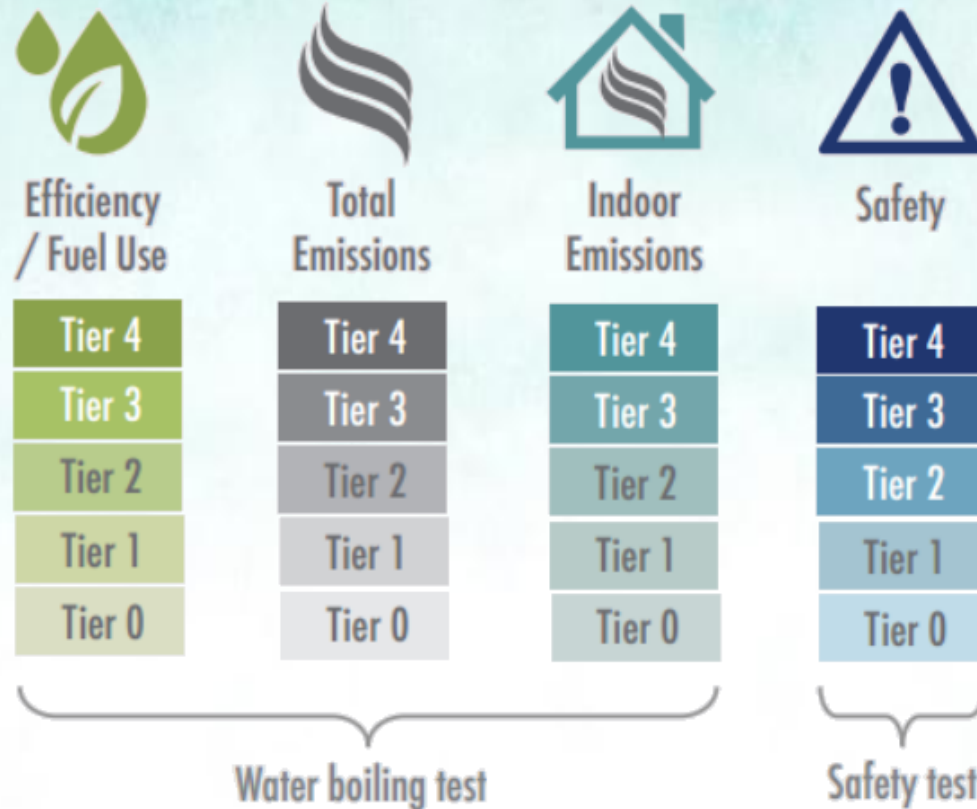 Efficiency
/ Fuel Use
Total
Emissions
Indoor
Emissions
Safety
Tier 4
Tier 3
Tier 2
Tier 1
Tier 0
Tier 4
Tier 3
Tier 2
Tier 1
Tier 0
Tier 4
Tier 3
Tier 2
Tier 1
Tier 0
Tier 4
Tier 3
Tier 2
Tier 1
Tier 0
Water boiling test
Safety test